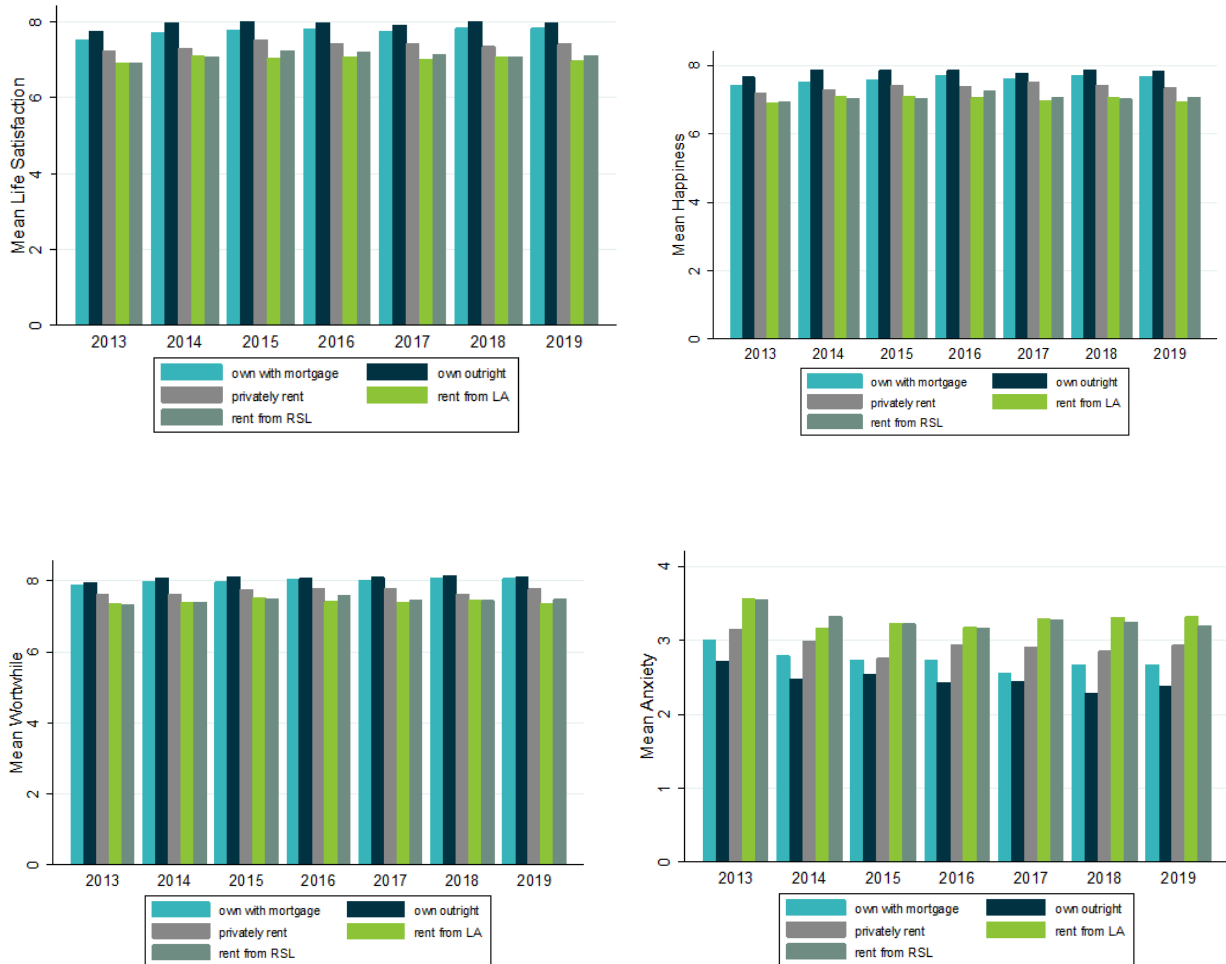 Mean Life Satisfaction
0
2
4
6
8
2013 2014 2015 2016 2017 2018 2019
own with mortgage own outright
privately rent rent from LA
rent from RSL
Mean Happiness
0
2
4
6
8
2013 2014 2015 2016 2017 2018 2019
own with mortgage own outright
privately rent rent from LA
rent from RSL
Mean Wortwhile
0
2
4
6
8
2013 2014 2015 2016 2017 2018 2019
own with mortgage own outright
privately rent rent from LA
rent from RSL
Mean Anxiety
0
1
2
3
4
2013 2014 2015 2016 2017 2018 2019
own with mortgage own outright
privately rent rent from LA
rent from RSL